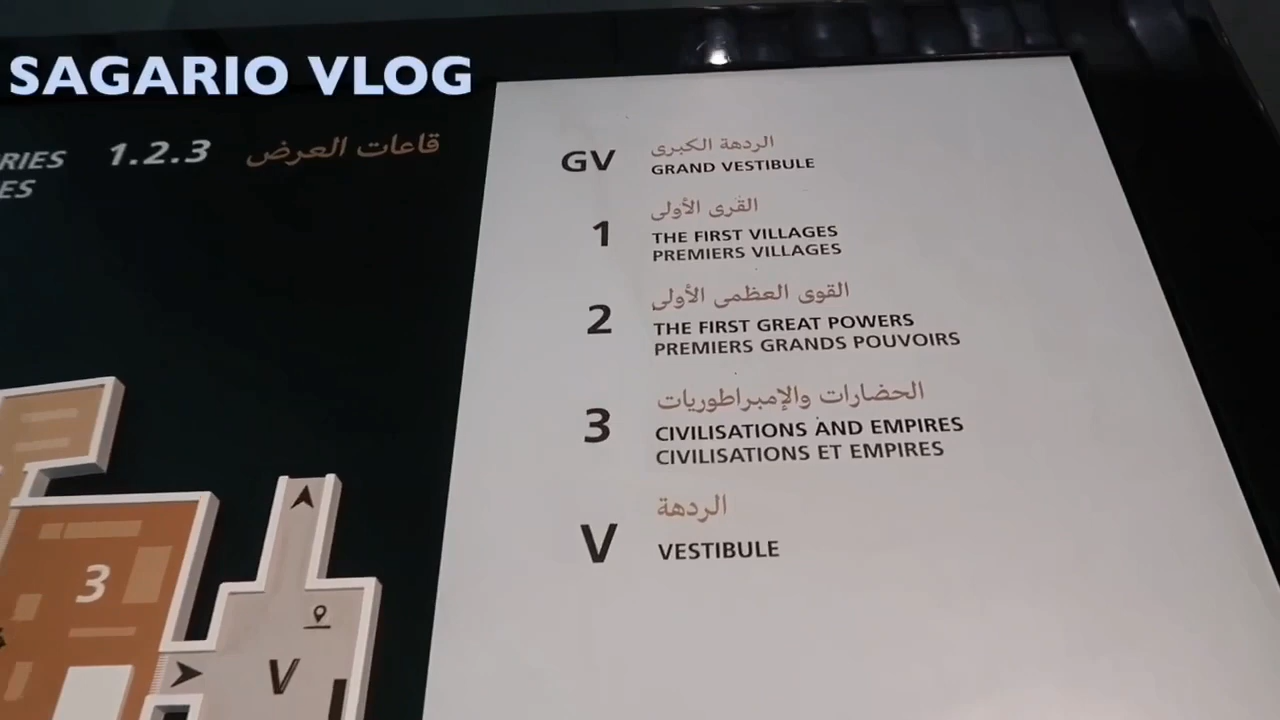 SAGARIO VLOG
RIES 1.2.3 قاعات العرض
ES
GV
الردهة الكبرى
GRAND VESTIBULE
1
القرى الأولى
THE FIRST VILLAGES
PREMIERS VILLAGES
2
القوى العظمى الأولى
THE FIRST GREAT POWERS
PREMIERS GRANDS POUVOIRS
3
الحضارات والإمبراطوريات
CIVILISATIONS AND EMPIRES
CIVILISATIONS ET EMPIRES
V
الردهة
VESTIBULE
3
V